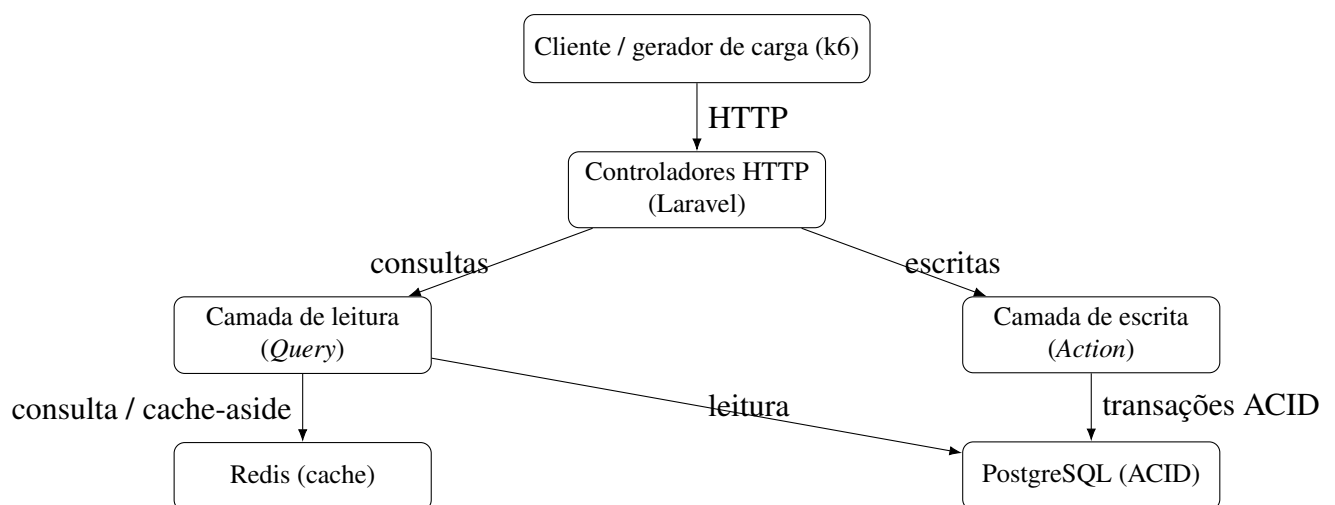 Cliente / gerador de carga (k6)
HTTP
Controladores HTTP
(Laravel)
consultas
escritas
Camada de leitura
(Query)
Camada de escrita
(Action)
consulta / cache-aside
leitura
transações ACID
Redis (cache)
PostgreSQL (ACID)